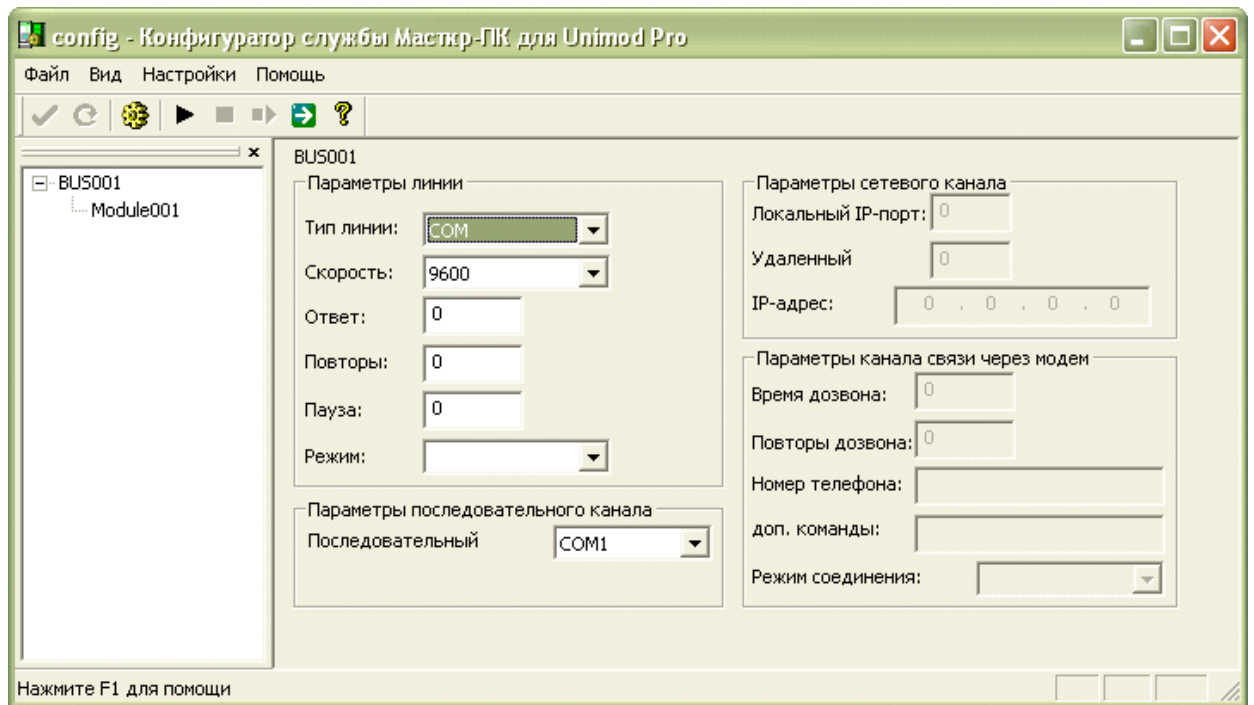 config - Конфигуратор службы Масткр-ПК для Unimod Pro
Файл Вид Настройки Помощь
BUS001
Module001
BUS001
Параметры линии
Тип линии: COM
Скорость: 9600
Ответ: 0
Повторы: 0
Пауза: 0
Режим:
Параметры последовательного канала
Последовательный COM1
Параметры сетевого канала
Локальный IP-порт: 0
Удаленный 0
IP-адрес: 0 . 0 . 0 . 0
Параметры канала связи через модем
Время дозвона: 0
Повторы дозвона: 0
Номер телефона:
доп. команды:
Режим соединения:
Нажмите F1 для помощи